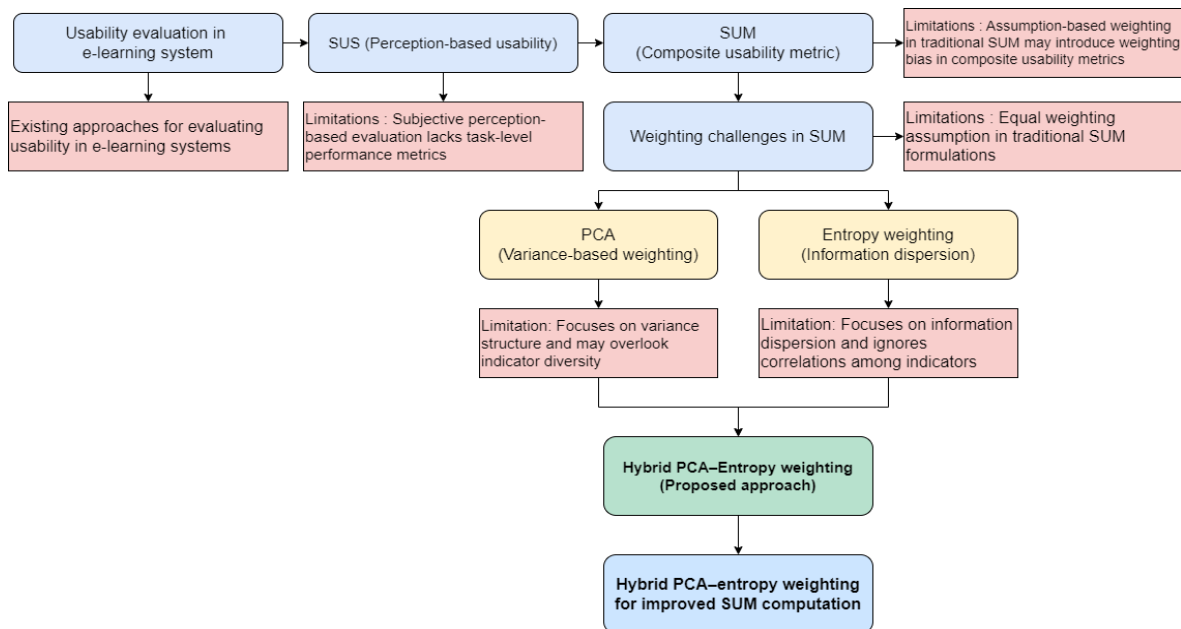 Usability evaluation in
e-learning system
SUS (Perception-based usability)
SUM
(Composite usability metric)
Limitations : Assumption-based weighting
in traditional SUM may introduce weighting
bias in composite usability metrics
Existing approaches for evaluating
usability in e-learning systems
Limitations : Subjective perception-
based evaluation lacks task-level
performance metrics
Weighting challenges in SUM
Limitations : Equal weighting
assumption in traditional SUM
formulations
PCA
(Variance-based weighting)
Entropy weighting
(Information dispersion)
Limitation: Focuses on variance
structure and may overlook
indicator diversity
Limitation: Focuses on information
dispersion and ignores
correlations among indicators
Hybrid PCA–Entropy weighting
(Proposed approach)
Hybrid PCA–entropy weighting
for improved SUM computation